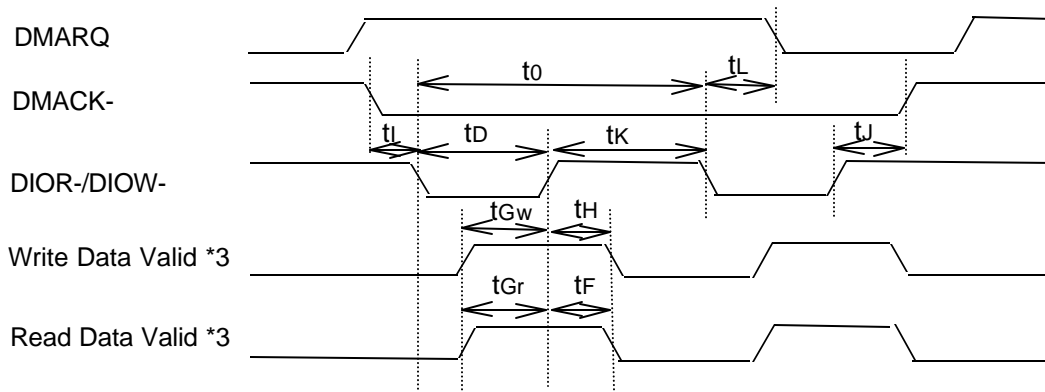 DMARQ
t0
tL
DMACK-
tI
tD
tK
tJ
DIOR-/DIOW-
tGw
tH
Write Data Valid *3
tGr
tF
Read Data Valid *3